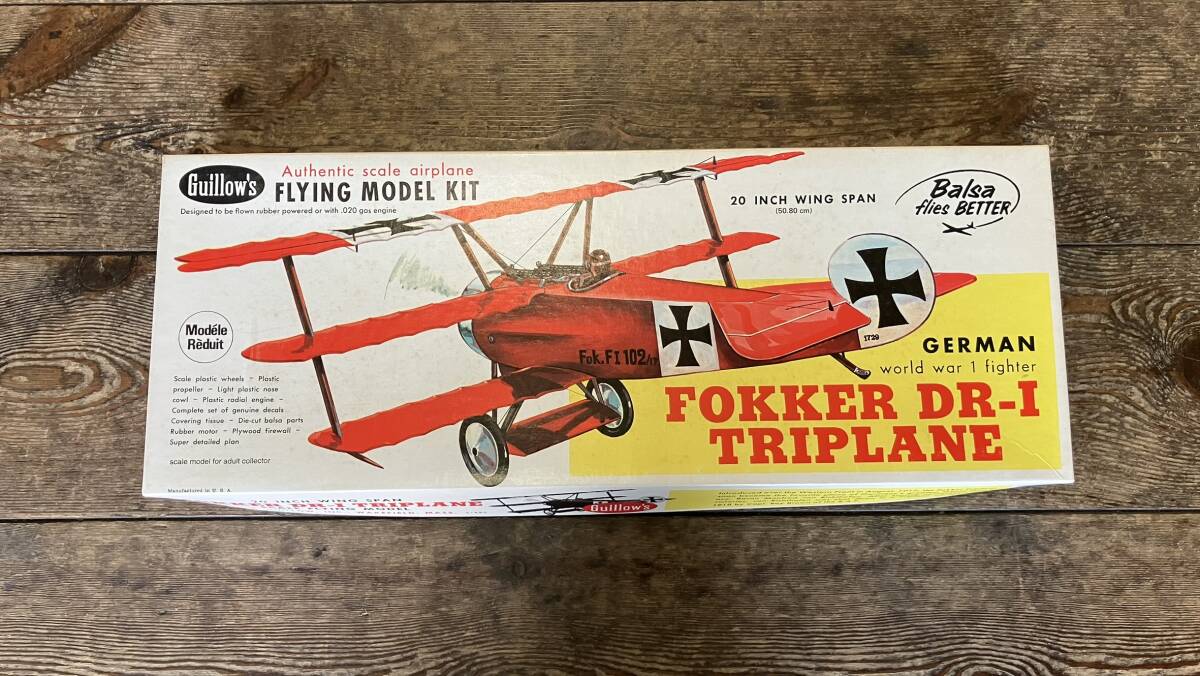 Guillow's
Authentic scale airplane
FLYING MODEL KIT
Designed to be flown rubber powered or with .020 gas engine
20 INCH WING SPAN
(50.80 cm)
Balsa
flies BETTER
Modéle
Rèduit
Scale plastic wheels – Plastic
propeller – Light plastic nose
cowl – Plastic radial engine –
Complete set of genuine decals
Covering tissue – Die-cut balsa parts
Rubber motor – Plywood firewall –
Super detailed plan
scale model for adult collector
Fok.F I 102/17
1729
GERMAN
world war 1 fighter
FOKKER DR-I
TRIPLANE
Manufactured in U. S. A.
20 INCH WING SPAN
TRIPLANE
Guillow's